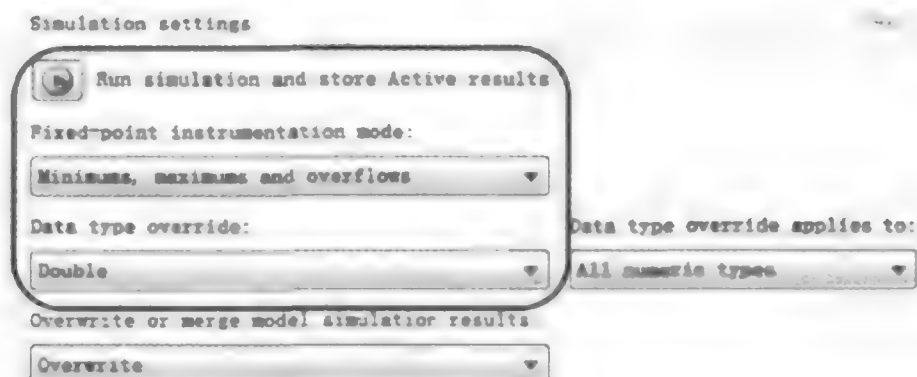 Simulation settings
Run simulation and store Active results
Fixed-point instrumentation mode:
Minimums, maximums and overflows
Data type override:
Data type override applies to:
Double
All numeric types
Overwrite or merge model simulation results
Overwrite